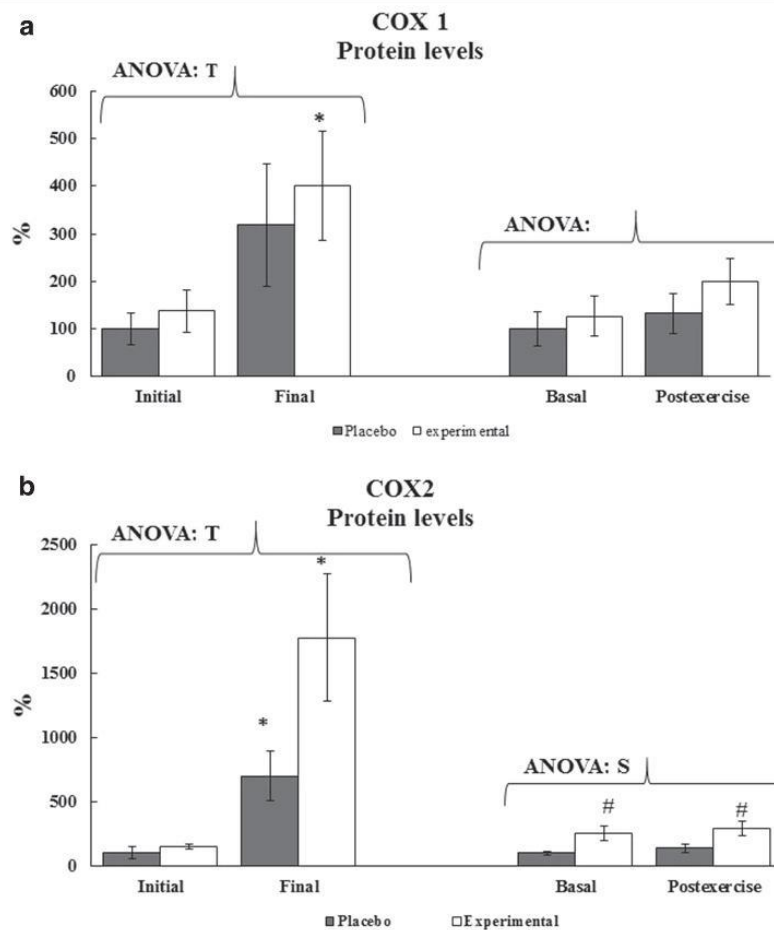 a
COX 1
Protein levels
ANOVA: T
600
500
400
300
200
100
0
%
*
ANOVA:
Initial
Final
Basal
Postexercise
Placebo
experimental
b
COX2
Protein levels
ANOVA: T
2500
2000
1500
1000
500
0
%
*
*
ANOVA: S
#
#
Initial
Final
Basal
Postexercise
Placebo
Experimental